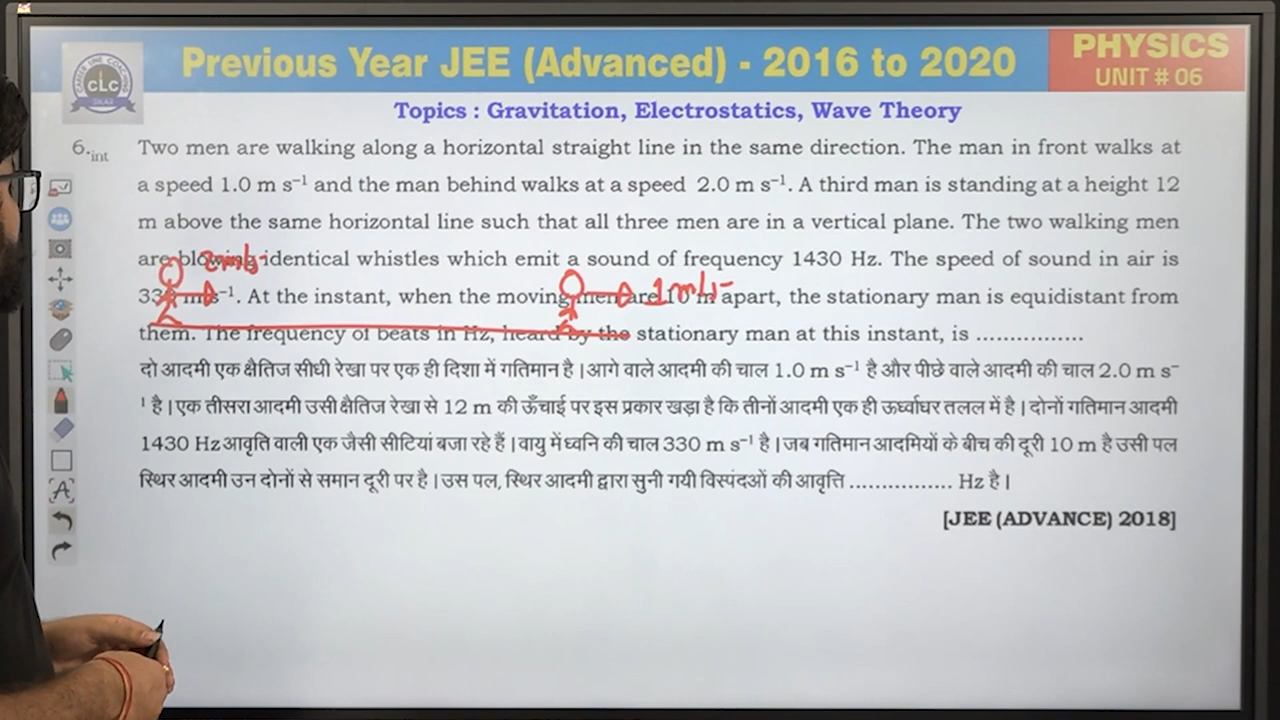 Previous Year JEE (Advanced) - 2016 to 2020
PHYSICS
UNIT # 06
CLC
Topics : Gravitation, Electrostatics, Wave Theory
6.int Two men are walking along a horizontal straight line in the same direction. The man in front walks at
a speed 1.0 m s⁻¹ and the man behind walks at a speed 2.0 m s⁻¹. A third man is standing at a height 12
m above the same horizontal line such that all three men are in a vertical plane. The two walking men
are blowing identical whistles which emit a sound of frequency 1430 Hz. The speed of sound in air is
2m/s
330 m s⁻¹. At the instant, when the moving men are 10 m apart, the stationary man is equidistant from
1m/s
them. The frequency of beats in Hz, heard by the stationary man at this instant, is ................
दो आदमी एक क्षैतिज सीधी रेखा पर एक ही दिशा में गतिमान है। आगे वाले आदमी की चाल 1.0 m s⁻¹ है और पीछे वाले आदमी की चाल 2.0 m s⁻
¹ है। एक तीसरा आदमी उसी क्षैतिज रेखा से 12 m की ऊँचाई पर इस प्रकार खड़ा है कि तीनों आदमी एक ही ऊर्ध्वाधर तलल में है। दोनों गतिमान आदमी
1430 Hz आवृति वाली एक जैसी सीटियां बजा रहे हैं। वायु में ध्वनि की चाल 330 m s⁻¹ है। जब गतिमान आदमियों के बीच की दूरी 10 m है उसी पल
स्थिर आदमी उन दोनों से समान दूरी पर है। उस पल, स्थिर आदमी द्वारा सुनी गयी विस्पंदओं की आवृत्ति ................ Hz है।
[JEE (ADVANCE) 2018]